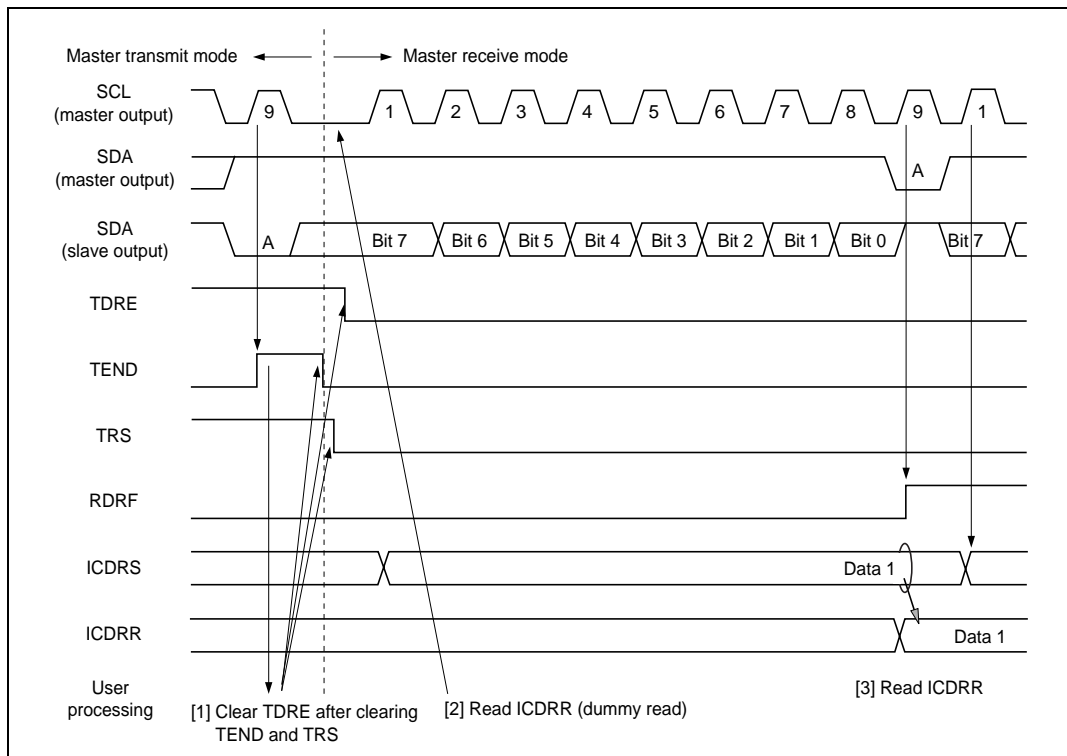 Master transmit mode
Master receive mode
SCL
(master output)
9
1
2
3
4
5
6
7
8
9
1
SDA
(master output)
A
SDA
(slave output)
A
Bit 7
Bit 6
Bit 5
Bit 4
Bit 3
Bit 2
Bit 1
Bit 0
Bit 7
TDRE
TEND
TRS
RDRF
ICDRS
Data 1
ICDRR
Data 1
User
processing
[1] Clear TDRE after clearing
TEND and TRS
[2] Read ICDRR (dummy read)
[3] Read ICDRR